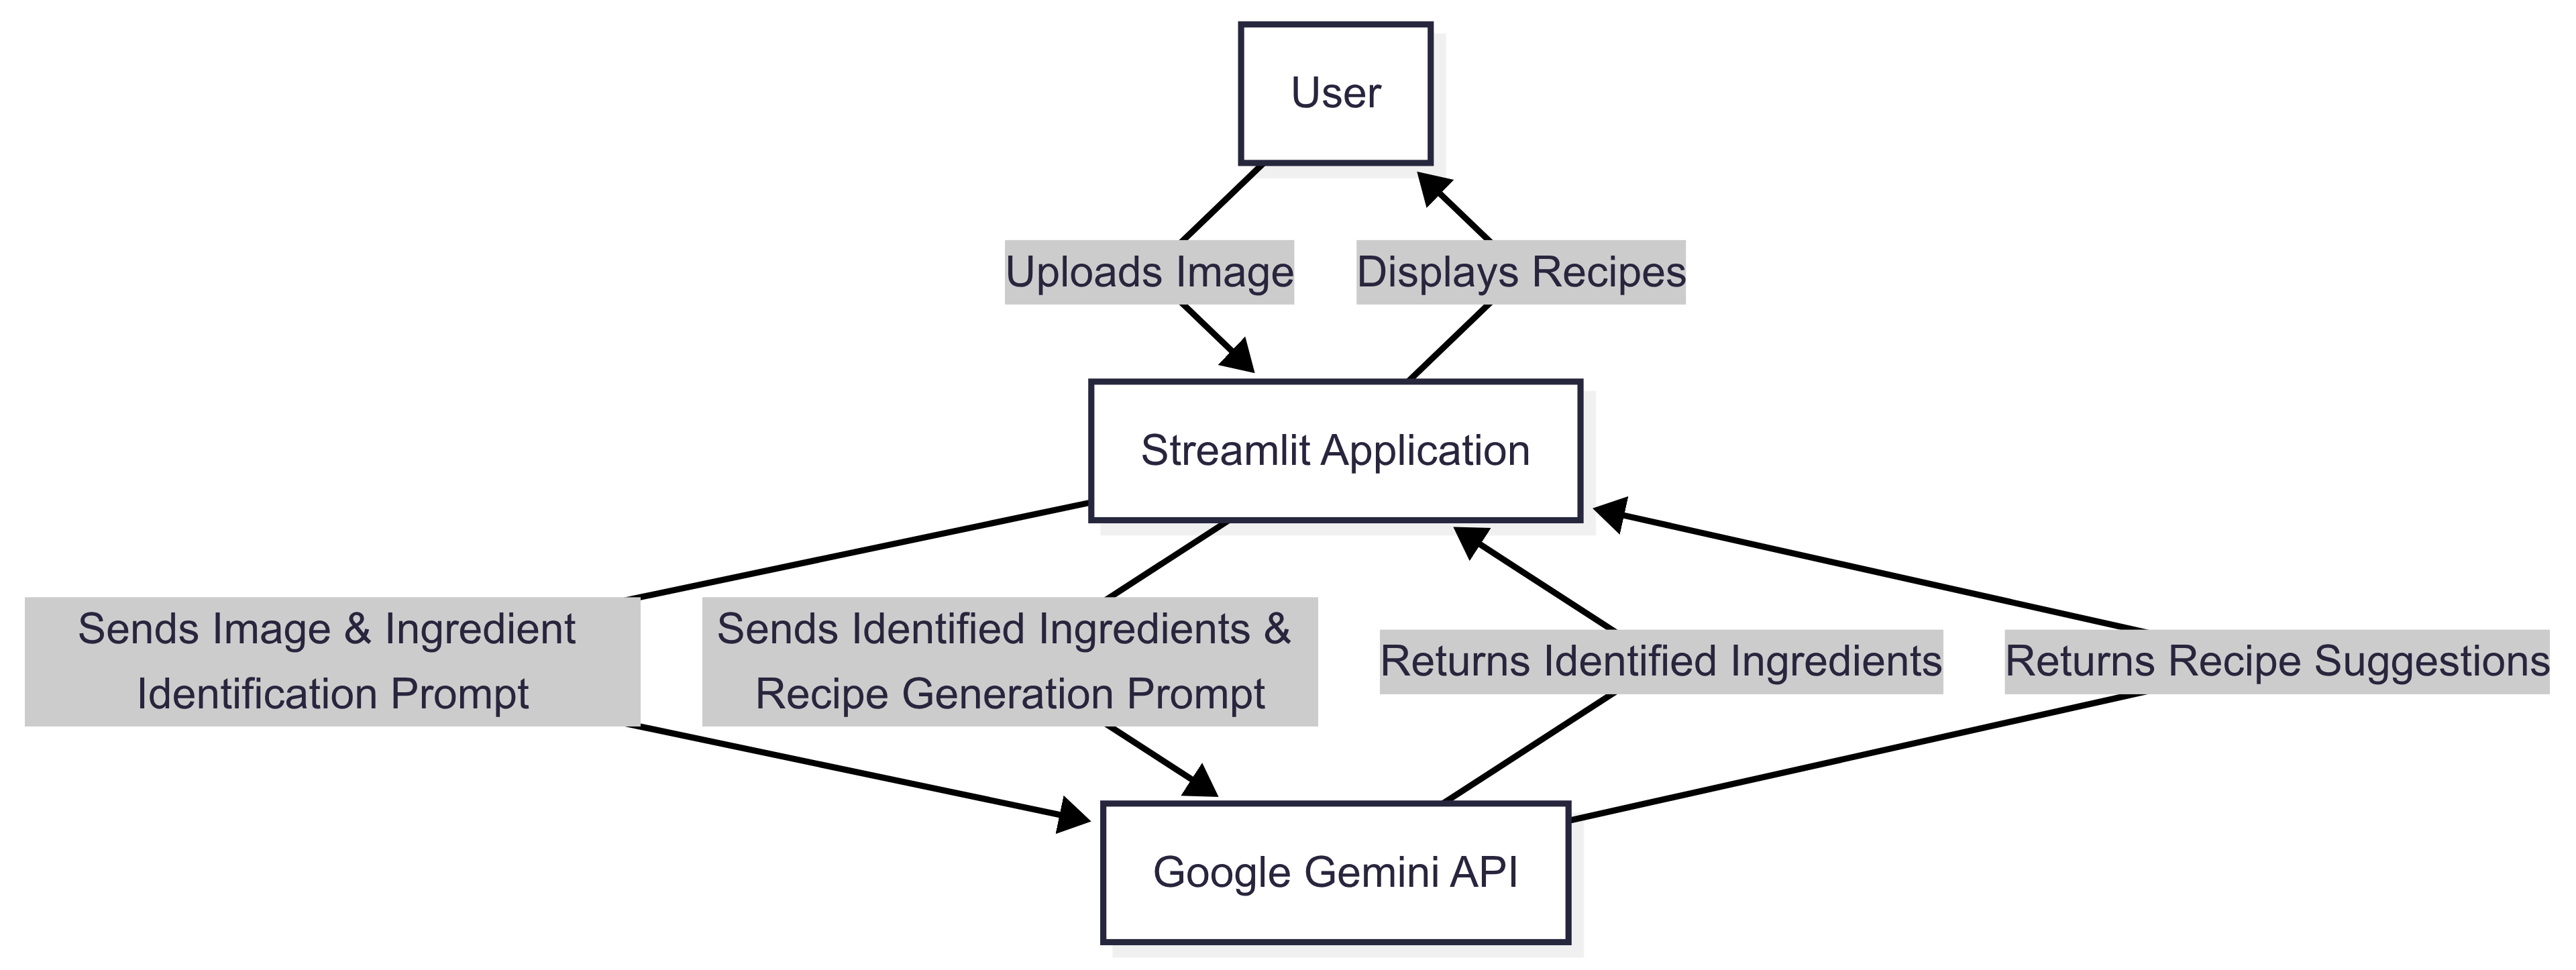 User
Uploads Image
Displays Recipes
Streamlit Application
Sends Image & Ingredient
Identification Prompt
Sends Identified Ingredients &
Recipe Generation Prompt
Returns Identified Ingredients
Returns Recipe Suggestions
Google Gemini API